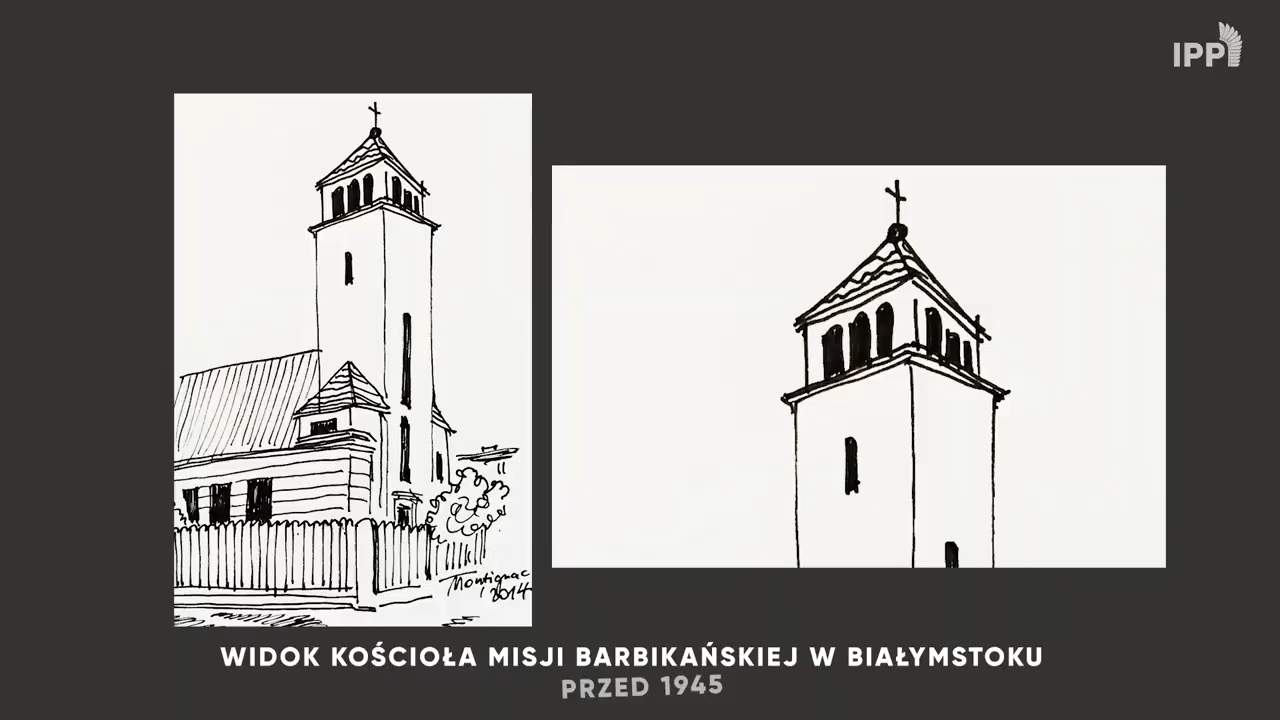 IPP
Montignac
2014
WIDOK KOŚCIOŁA MISJI BARBIKAŃSKIEJ W BIAŁYMSTOKU
PRZED 1945